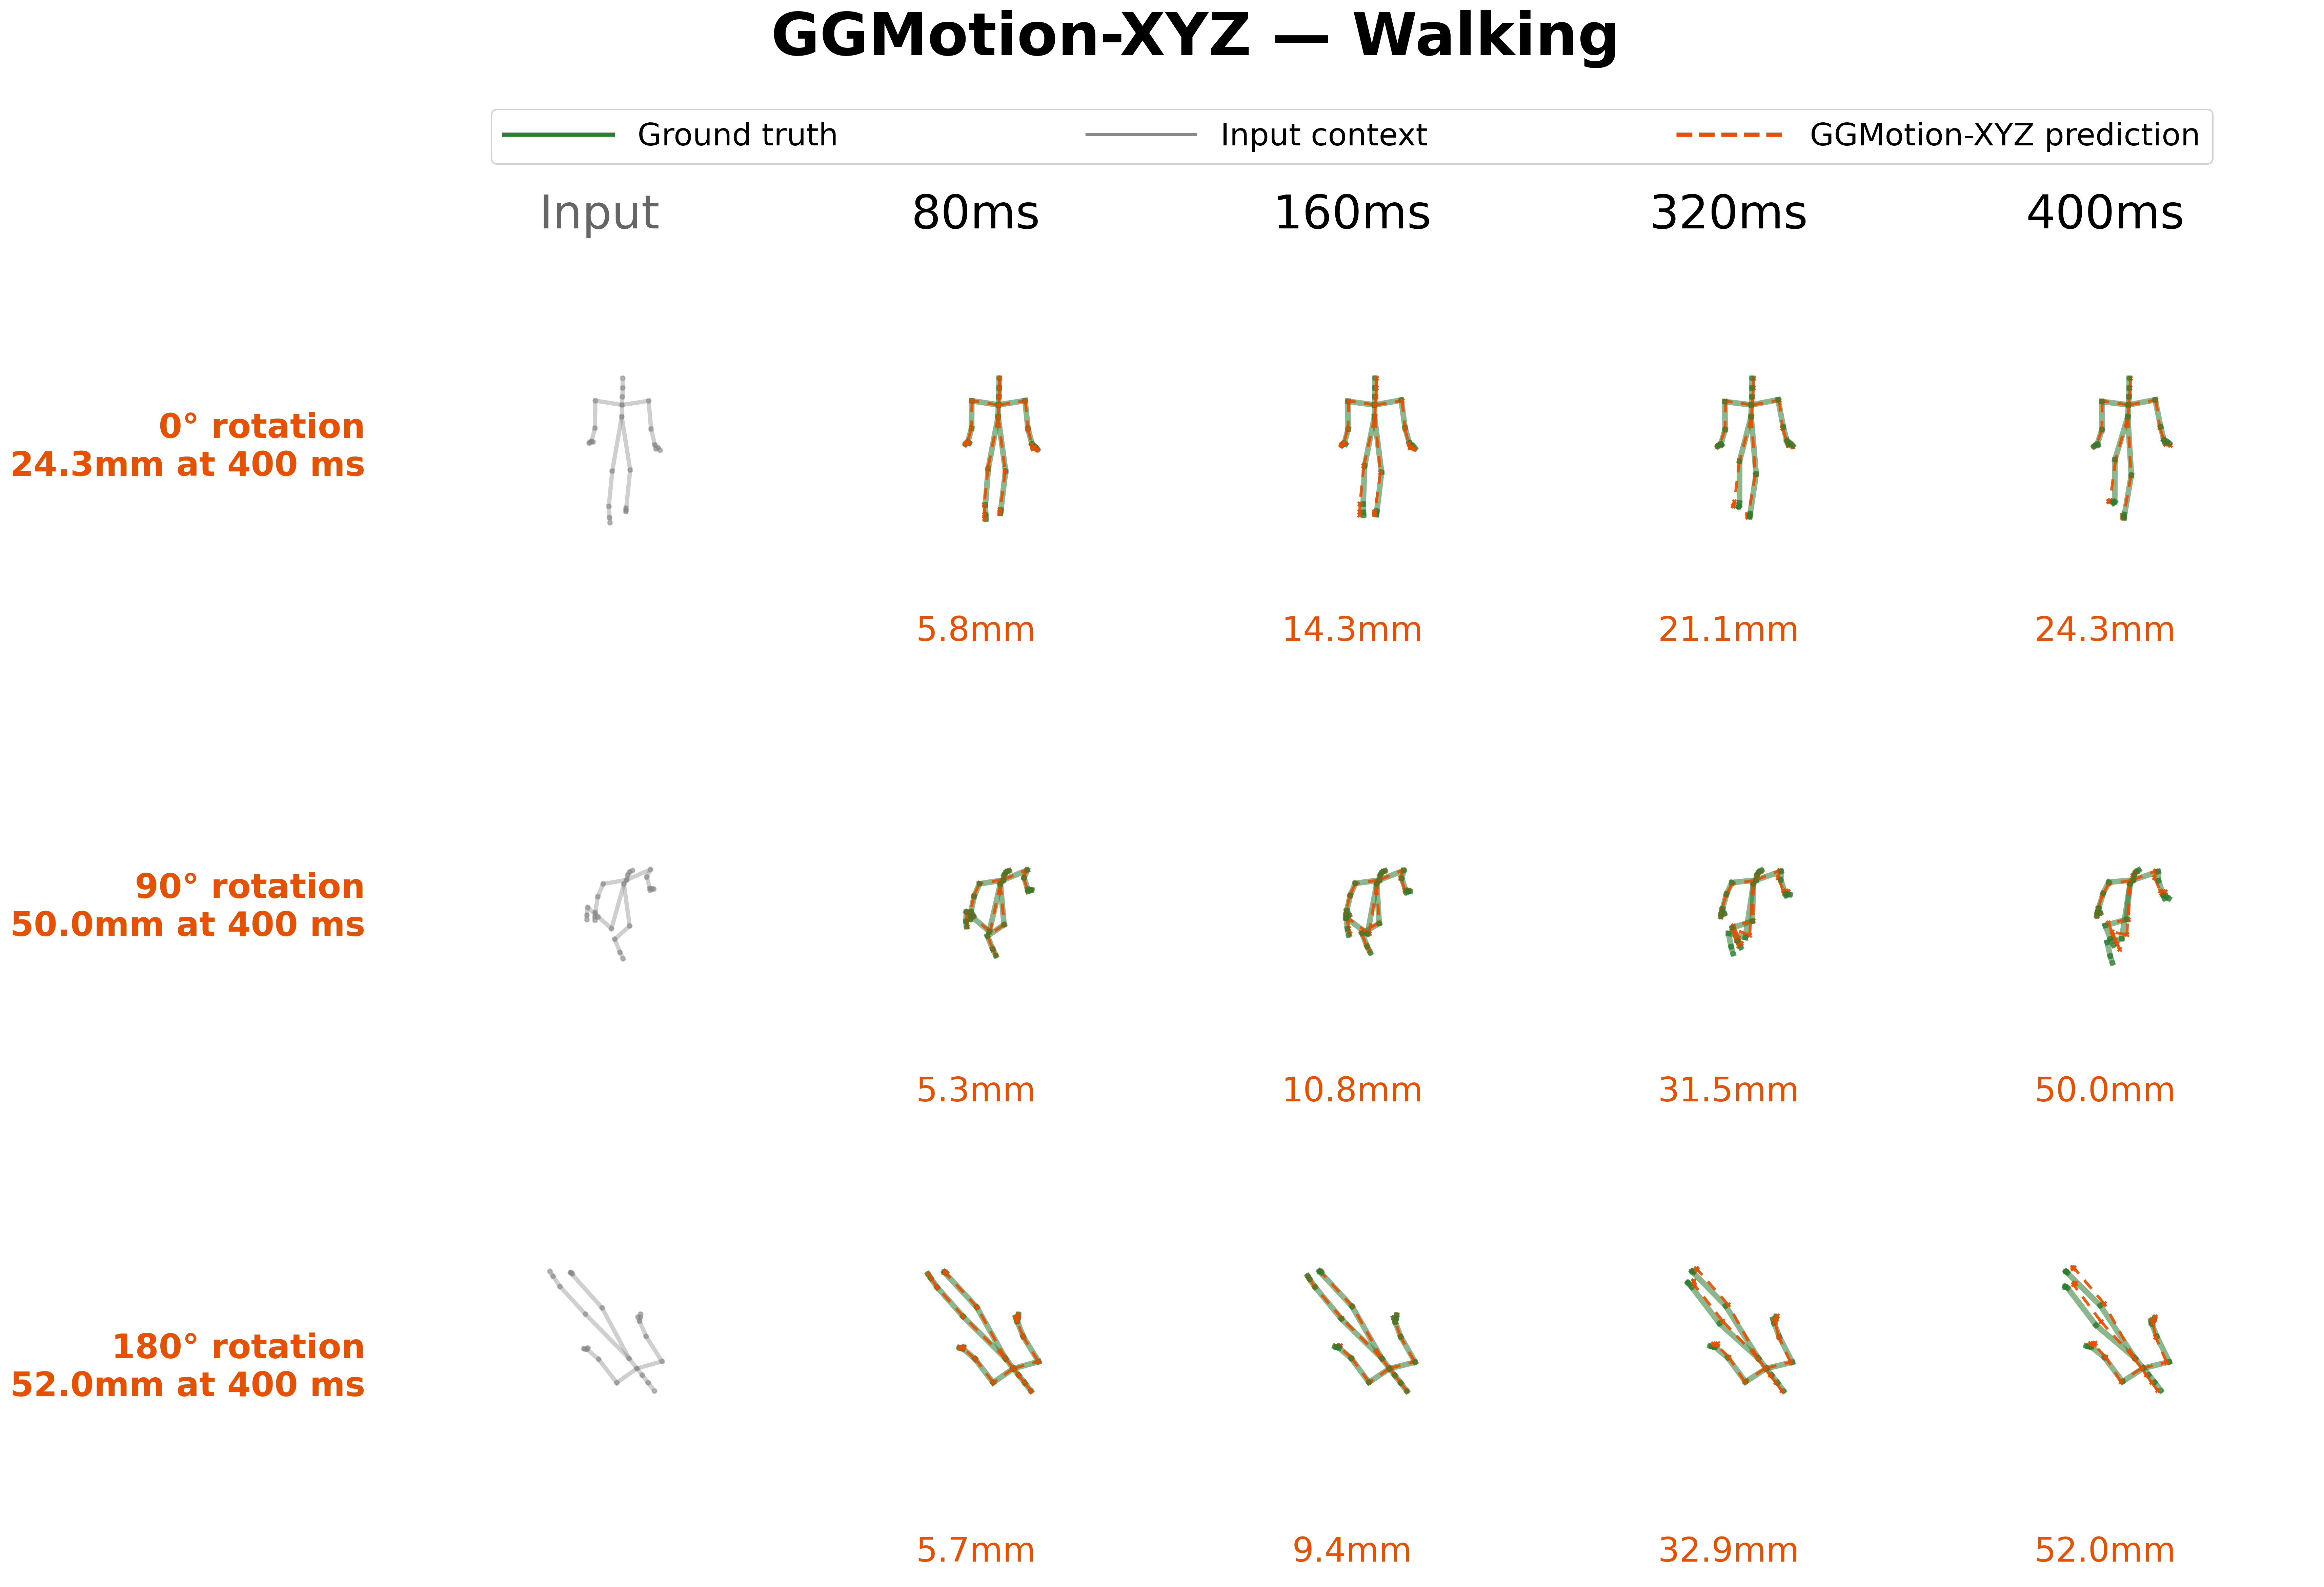 GGMotion-XYZ — Walking
Ground truth
Input context
GGMotion-XYZ prediction
Input
80ms
160ms
320ms
400ms
0° rotation
24.3mm at 400 ms
5.8mm
14.3mm
21.1mm
24.3mm
90° rotation
50.0mm at 400 ms
5.3mm
10.8mm
31.5mm
50.0mm
180° rotation
52.0mm at 400 ms
5.7mm
9.4mm
32.9mm
52.0mm